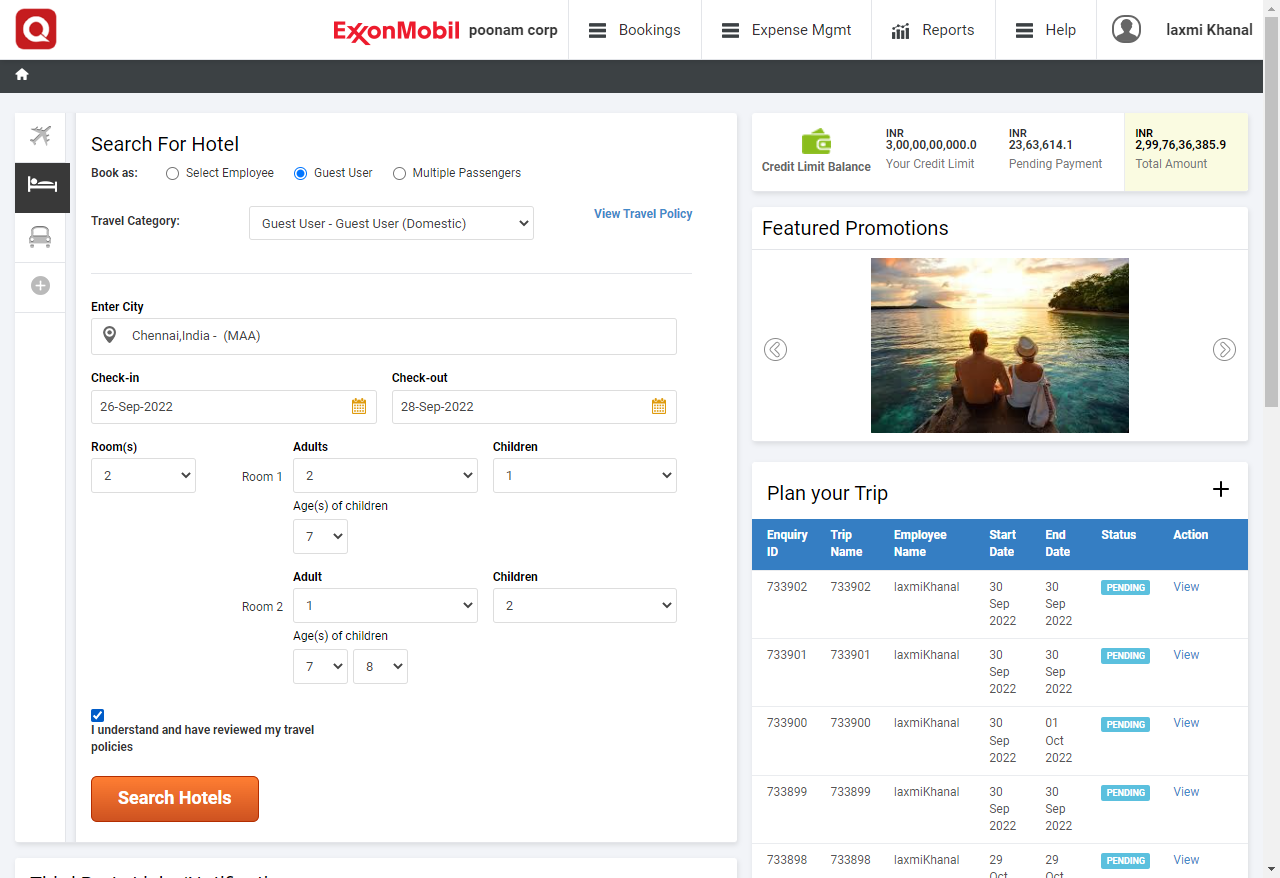 ExxonMobil poonam corp
Bookings
Expense Mgmt
Reports
Help
laxmi Khanal
Search For Hotel
Book as: Select Employee Guest User Multiple Passengers
Travel Category: Guest User - Guest User (Domestic) View Travel Policy
Enter City
Chennai,India - (MAA)
Check-in Check-out
26-Sep-2022 28-Sep-2022
Room(s) Adults Children
2 Room 1 2 1
Age(s) of children
7
Adult Children
Room 2 1 2
Age(s) of children
7 8
I understand and have reviewed my travel
policies
Search Hotels
Credit Limit Balance
INR
3,00,00,00,000.0
Your Credit Limit
INR
23,63,614.1
Pending Payment
INR
2,99,76,36,385.9
Total Amount
Featured Promotions
Plan your Trip
Enquiry Trip Employee Start End Status Action
ID Name Name Date Date
733902 733902 laxmiKhanal 30 30 PENDING View
Sep Sep
2022 2022
733901 733901 laxmiKhanal 30 30 PENDING View
Sep Sep
2022 2022
733900 733900 laxmiKhanal 30 01 PENDING View
Sep Oct
2022 2022
733899 733899 laxmiKhanal 30 30 PENDING View
Sep Sep
2022 2022
733898 733898 laxmiKhanal 29 29 PENDING View